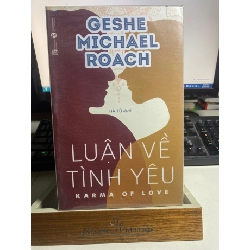 GESHE
MICHAEL
ROACH
LUẬN VỀ
TÌNH YÊU
KARMA OF LOVE